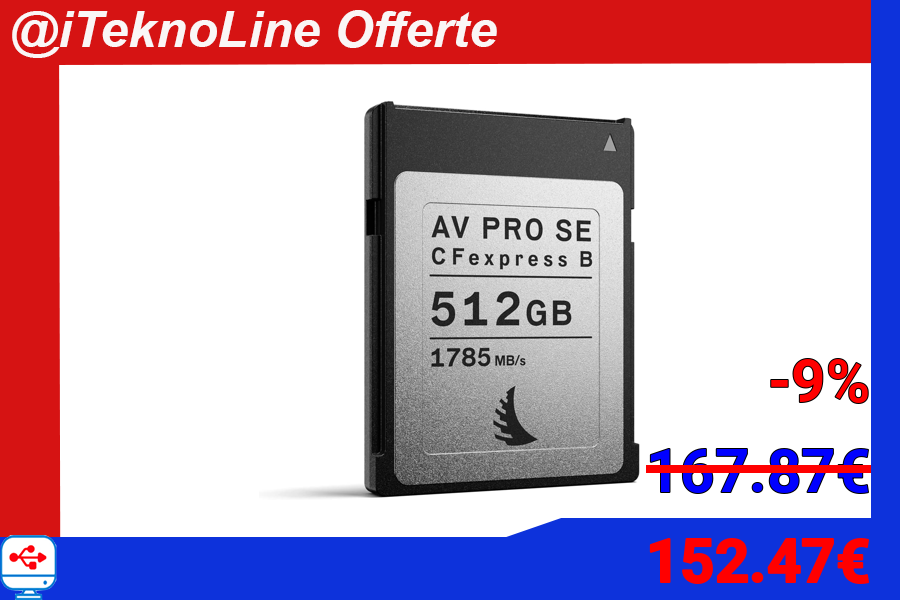 @iTeknoLine Offerte
AV PRO SE
CFexpress B
512GB
1785 MB/s
-9%
167.87€
152.47€